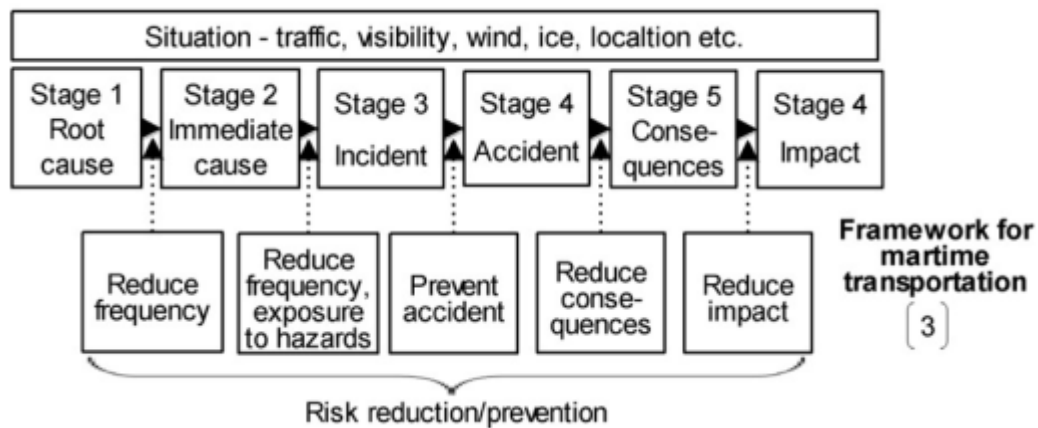 Situation - traffic, visibility, wind, ice, localtion etc.
Stage 1
Root
cause
Stage 2
Immediate
cause
Stage 3
Incident
Stage 4
Accident
Stage 5
Conse-
quences
Stage 4
Impact
Reduce
frequency
Reduce
frequency,
exposure
to hazards
Prevent
accident
Reduce
conse-
quences
Reduce
impact
Framework for
martime
transportation
[3]
Risk reduction/prevention